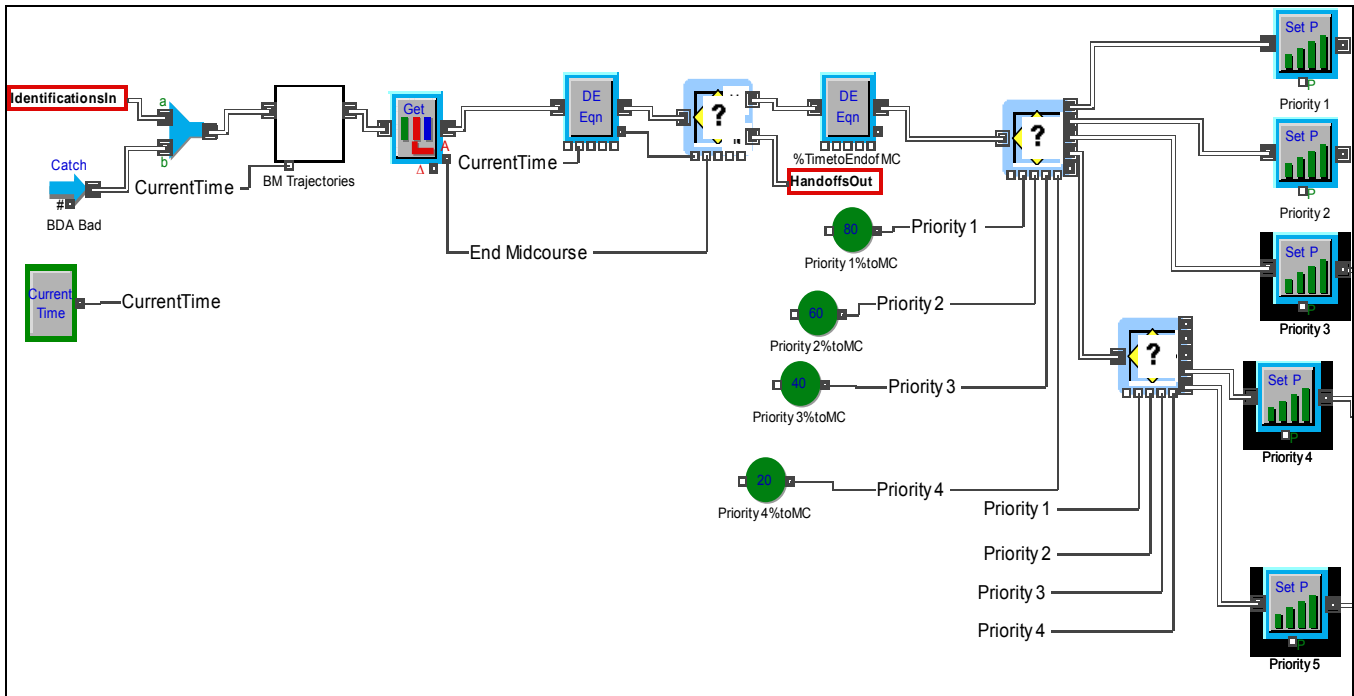 IdentificationsIn
a
b
Catch
#
BDA Bad
CurrentTime
BM Trajectories
Current
Time
CurrentTime
Get
A
Δ
End Midcourse
DE
Eqn
CurrentTime
?
HandoffsOut
DE
Eqn
%TimetoEndof MC
?
80
Priority 1%toMC
Priority 1
60
Priority 2%toMC
Priority 2
40
Priority 3%toMC
Priority 3
20
Priority 4%toMC
Priority 4
?
Priority 1
Priority 2
Priority 3
Priority 4
Set P
P
Priority 1
Set P
P
Priority 2
Set P
P
Priority 3
Set P
P
Priority 4
Set P
P
Priority 5